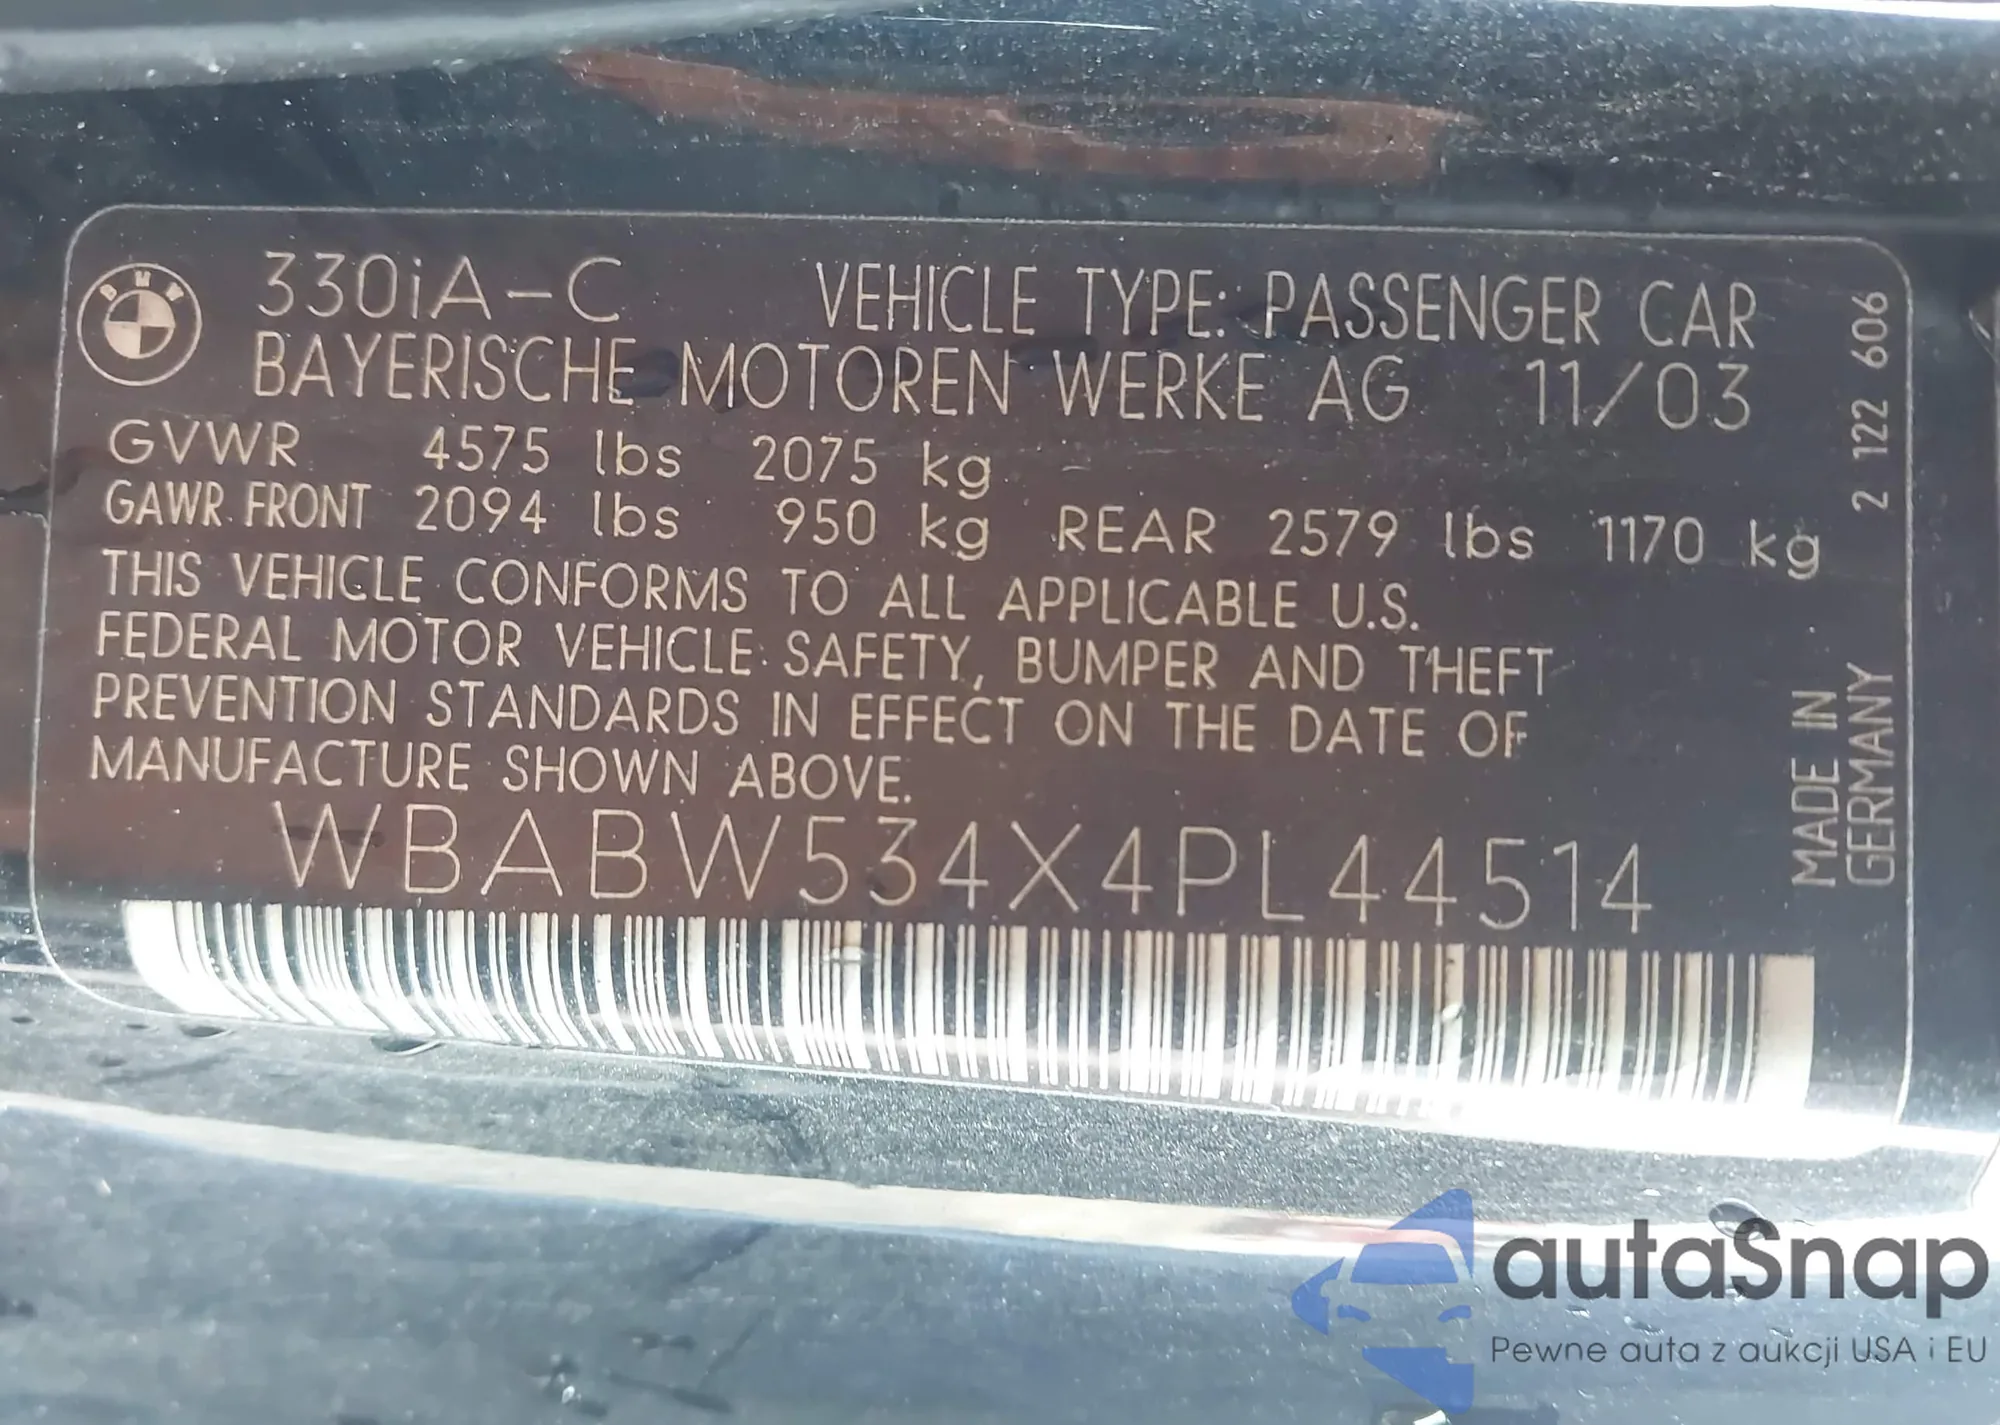 BMW
330iA-C VEHICLE TYPE: PASSENGER CAR
BAYERISCHE MOTOREN WERKE AG 11/03
GVWR 4575 lbs 2075 kg
GAWR FRONT 2094 lbs 950 kg REAR 2579 lbs 1170 kg
THIS VEHICLE CONFORMS TO ALL APPLICABLE U.S.
FEDERAL MOTOR VEHICLE SAFETY, BUMPER AND THEFT
PREVENTION STANDARDS IN EFFECT ON THE DATE OF
MANUFACTURE SHOWN ABOVE.
WBABW534X4PL44514
2 122 606
MADE IN
GERMANY
autaSnap
Pewne auta z aukcji USA i EU